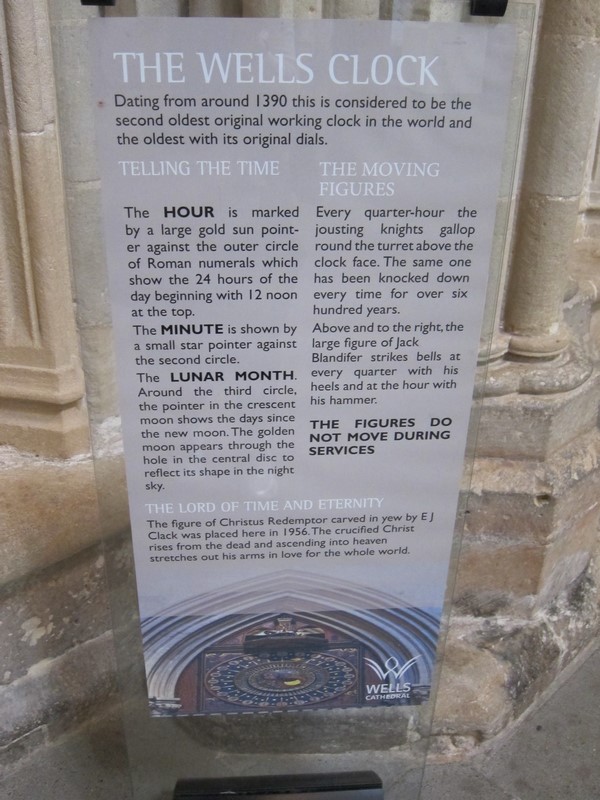 THE WELLS CLOCK
Dating from around 1390 this is considered to be the
second oldest original working clock in the world and
the oldest with its original dials.
TELLING THE TIME
The HOUR is marked
by a large gold sun point-
er against the outer circle
of Roman numerals which
show the 24 hours of the
day beginning with 12 noon
at the top.
The MINUTE is shown by
a small star pointer against
the second circle.
The LUNAR MONTH.
Around the third circle,
the pointer in the crescent
moon shows the days since
the new moon. The golden
moon appears through the
hole in the central disc to
reflect its shape in the night
sky.
THE MOVING
FIGURES
Every quarter-hour the
jousting knights gallop
round the turret above the
clock face. The same one
has been knocked down
every time for over six
hundred years.
Above and to the right, the
large figure of Jack
Blandifer strikes bells at
every quarter with his
heels and at the hour with
his hammer.
THE FIGURES DO
NOT MOVE DURING
SERVICES
THE LORD OF TIME AND ETERNITY
The figure of Christus Redemptor carved in yew by E J
Clack was placed here in 1956. The crucified Christ
rises from the dead and ascending into heaven
stretches out his arms in love for the whole world.
WELLS
CATHEDRAL